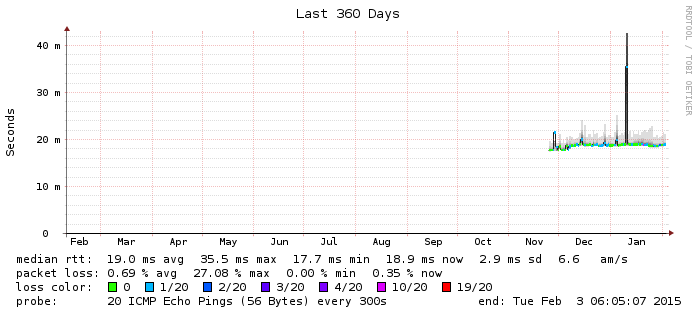 Last 360 Days
RRDTOOL / TOBI OETIKER
Seconds
40 m
30 m
20 m
10 m
0
Feb Mar Apr May Jun Jul Aug Sep Oct Nov Dec Jan
median rtt: 19.0 ms avg 35.5 ms max 17.7 ms min 18.9 ms now 2.9 ms sd 6.6 am/s
packet loss: 0.69 % avg 27.08 % max 0.00 % min 0.35 % now
loss color: 0 1/20 2/20 3/20 4/20 10/20 19/20
probe: 20 ICMP Echo Pings (56 Bytes) every 300s end: Tue Feb 3 06:05:07 2015